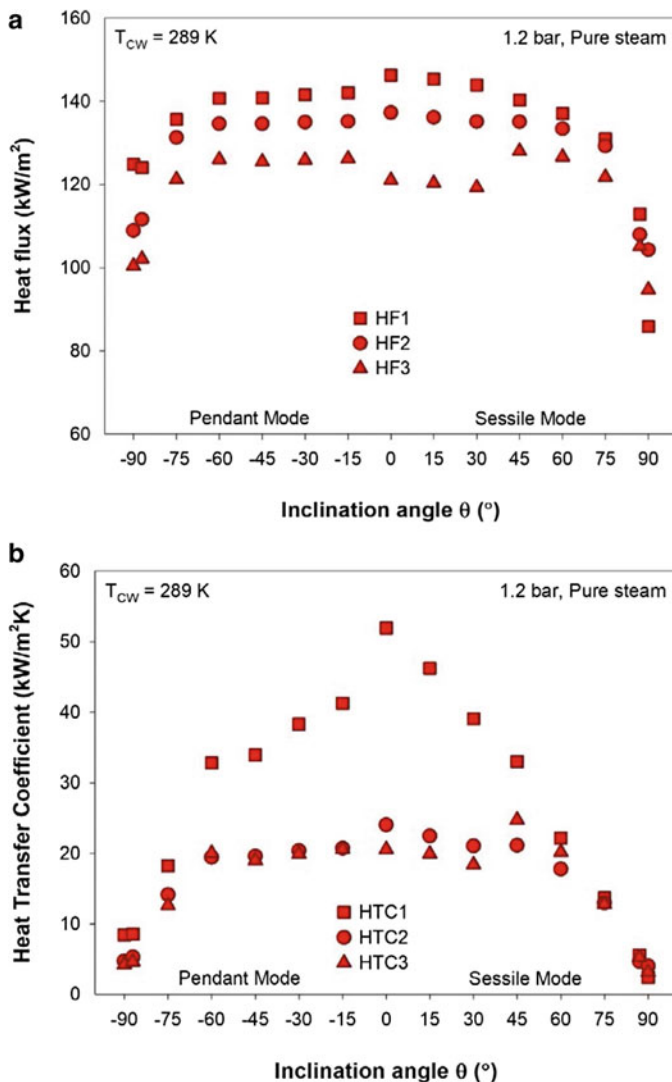 a
160
T_CW = 289 K
1.2 bar, Pure steam
140
120
100
80
60
Heat flux (kW/m²)
HF1
HF2
HF3
Pendant Mode
Sessile Mode
-90 -75 -60 -45 -30 -15 0 15 30 45 60 75 90
Inclination angle θ (°)
b
60
T_CW = 289 K
1.2 bar, Pure steam
50
40
30
20
10
0
Heat Transfer Coefficient (kW/m²K)
HTC1
HTC2
HTC3
Pendant Mode
Sessile Mode
-90 -75 -60 -45 -30 -15 0 15 30 45 60 75 90
Inclination angle θ (°)